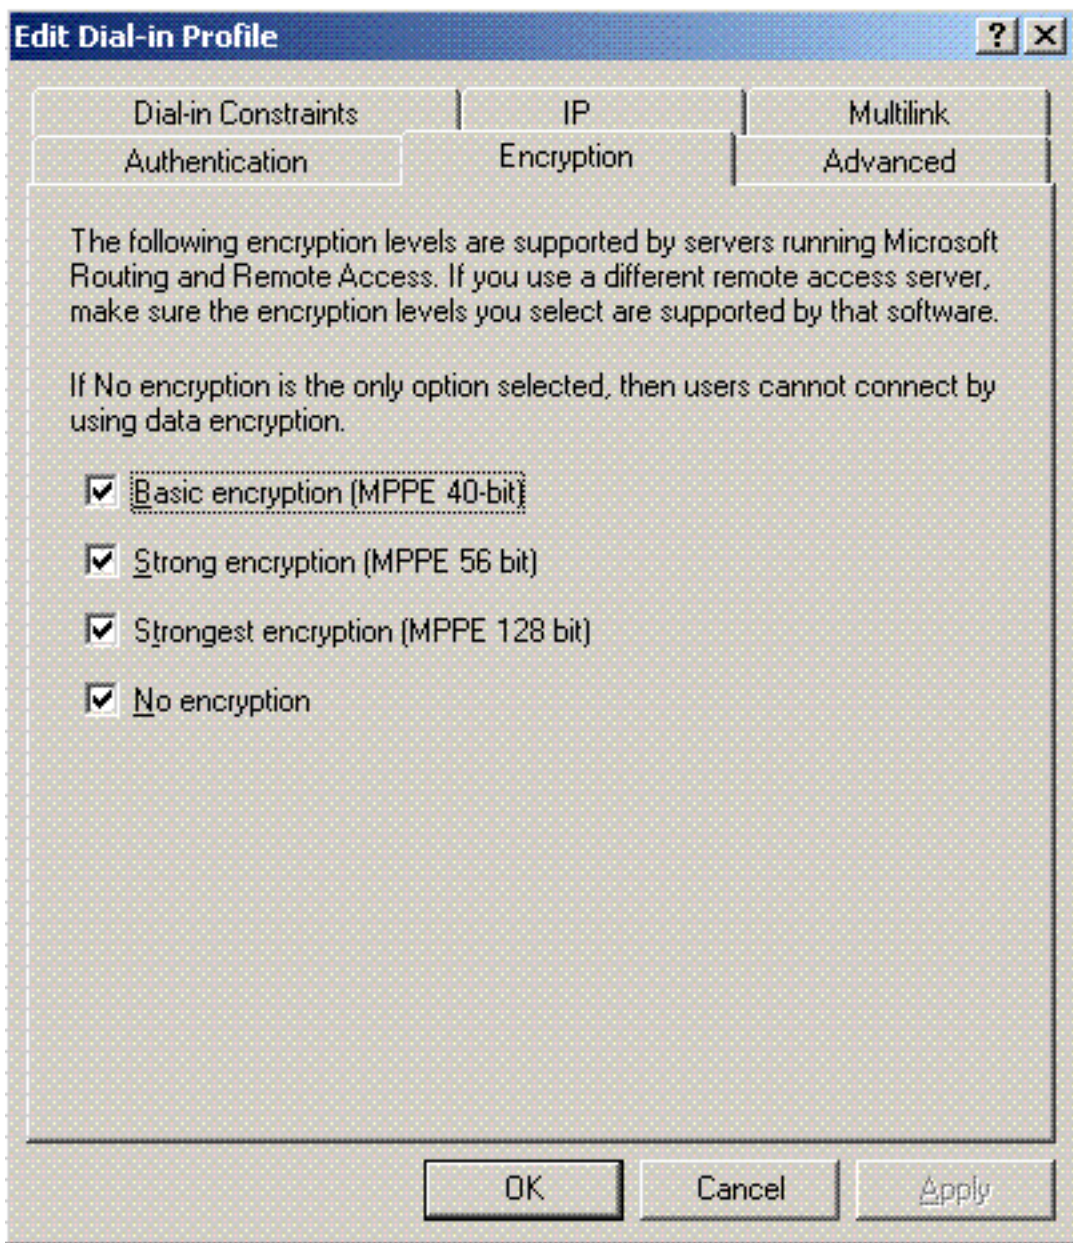 Edit Dial-in Profile
Dial-in Constraints IP Multilink
Authentication Encryption Advanced
The following encryption levels are supported by servers running Microsoft
Routing and Remote Access. If you use a different remote access server,
make sure the encryption levels you select are supported by that software.
If No encryption is the only option selected, then users cannot connect by
using data encryption.
Basic encryption (MPPE 40-bit)
Strong encryption (MPPE 56 bit)
Strongest encryption (MPPE 128 bit)
No encryption
OK Cancel Apply